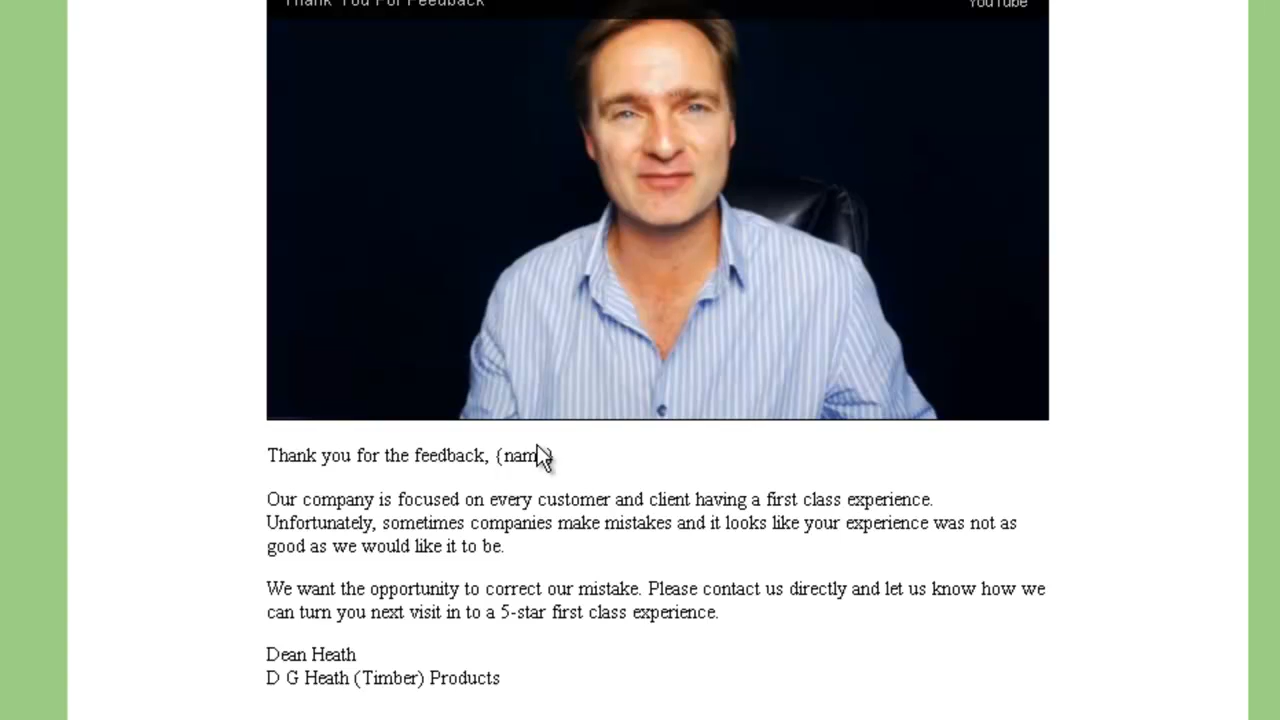 Thank You For Feedback
YouTube
Thank you for the feedback, {nam}
Our company is focused on every customer and client having a first class experience.
Unfortunately, sometimes companies make mistakes and it looks like your experience was not as
good as we would like it to be.
We want the opportunity to correct our mistake. Please contact us directly and let us know how we
can turn you next visit in to a 5-star first class experience.
Dean Heath
D G Heath (Timber) Products